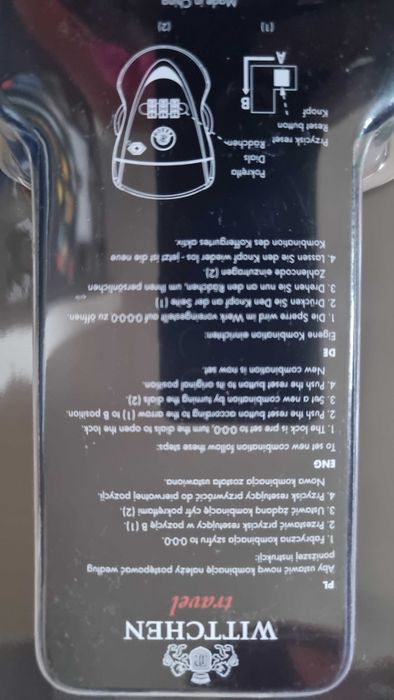 WITTCHEN
travel
PL
Aby ustawić nową kombinację należy postępować według
poniższej instrukcji:
1. Fabryczna kombinacja szyfru to 0-0-0.
2. Przestawić przycisk resetujący w pozycję B (1).
3. Ustawić żądaną kombinację cyfr pokrętłami (2).
4. Przycisk resetujący przywrócić do pierwotnej pozycji.
Nowa kombinacja została ustawiona.
ENG
To set new combination follow these steps:
1. The lock is pre set to 0:0:0, turn the dials to open the lock.
2. Push the reset button according to the arrow (1) to B position.
3. Set a new combination by turning the dials (2).
4. Push the reset button to its original position.
New combination is now set.
DE
Eigene Kombination einrichten:
1. Die Sperre wird im Werk voreingestellt auf 0:0:0:0 zu öffnen.
2. Drücken Sie Den Knopf an der Seite (1)
3. Drehen Sie nun an den Rädchen, um Ihren persönlichen
Zahlencode einzutragen (2).
4. lassen Sie den Knopf wieder los - jetzt ist die neue
Kombination des Koffergurtes aktiv.
Pokrętła
Dials
Rädchen
Przycisk reset
Reset button
Knopf
A
B
(1)
(2)
Made in China